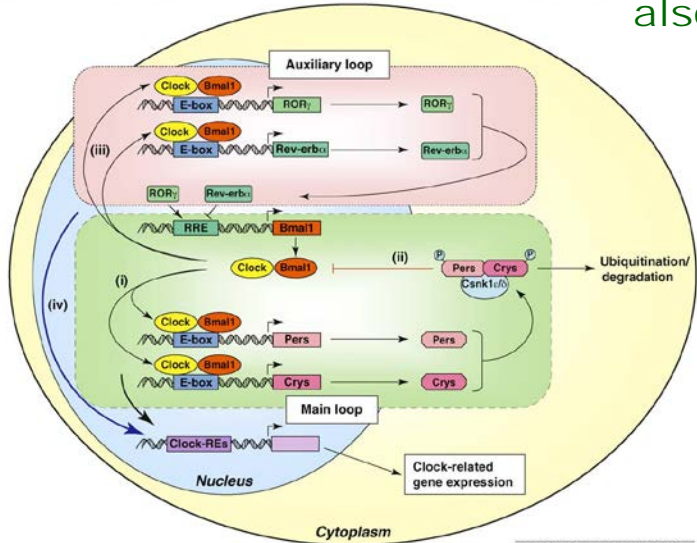 also
Auxiliary loop
Clock Bmal1
E-box RORγ RORγ
Clock Bmal1
(iii)
E-box Rev-erbα Rev-erbα
RORγ Rev-erbα
RRE Bmal1
(ii)
P P
Clock Bmal1 Pers Crys
Ubiquitination/
degradation
Csnk1ε/δ
(i)
(iv)
Clock Bmal1
E-box Pers Pers
Clock Bmal1
E-box Crys Crys
Main loop
Clock-REs
Clock-related
gene expression
Nucleus
Cytoplasm